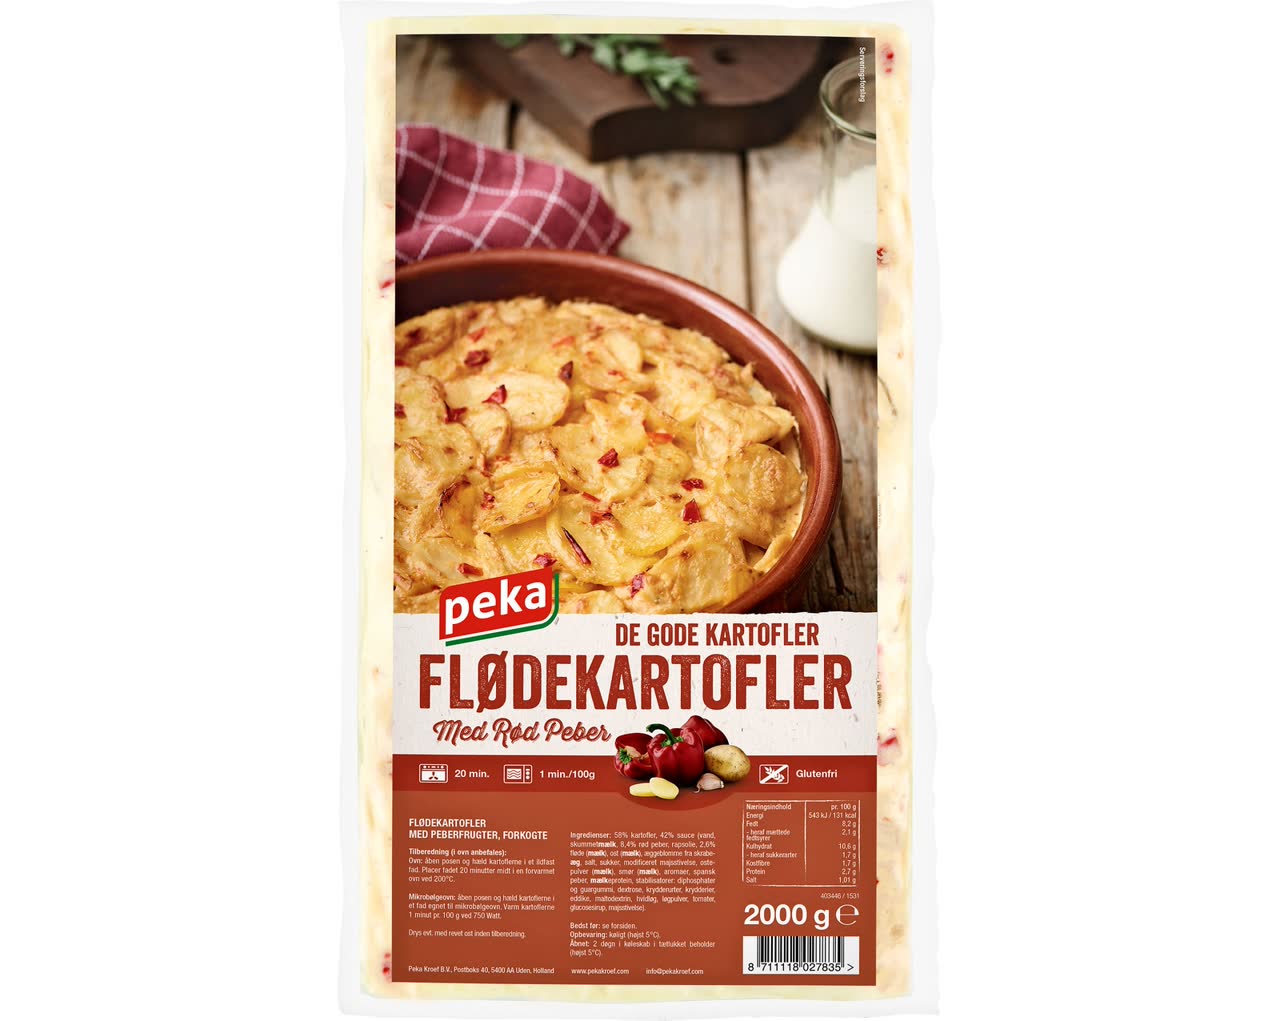 Serveringsforslag
peka
DE GODE KARTOFLER
FLØDEKARTOFLER
Med Rød Peber
20 min.
1 min./100g
Glutenfri
FLØDEKARTOFLER
MED PEBERFRUGTER, FORKOGTE
Tilberedning (i ovn anbefales):
Ovn: åben posen og hæld kartoflerne i et ildfast
fad. Placer fadet 20 minutter midt i en forvarmet
ovn ved 200°C.
Mikrobølgeovn: åben posen og hæld kartoflerne i
et fad egnet til mikrobølgeovn. Varm kartoflerne
1 minut pr. 100 g ved 750 Watt.
Drys evt. med revet ost inden tilberedning.
Peka Kroef B.V., Postboks 40, 5400 AA Uden, Holland
Ingredienser: 58% kartofler, 42% sauce (vand,
skummetmælk, 8,4% rød peber, rapsolie, 2,6%
fløde (mælk), ost (mælk), æggeblomme fra skrabe-
æg, salt, sukker, modificeret majsstivelse, oste-
pulver (mælk), smør (mælk), aromaer, spansk
peber, mælkeprotein, stabilisatorer: diphosphater
og guargummi, dextrose, krydderurter, krydderier,
eddike, maltodextrin, hvidløg, løgpulver, tomater,
glucosesirup, majsstivelse).
Bedst før: se forsiden.
Opbevaring: køligt (højst 5°C).
Åbnet: 2 døgn i køleskab i tætlukket beholder
(højst 5°C).
www.pekakroef.com info@pekakroef.com
Næringsindhold pr. 100 g
Energi 543 kJ / 131 kcal
Fedt 8,2 g
- heraf mættede 2,1 g
fedtsyrer
Kulhydrat 10,6 g
- heraf sukkerarter 1,7 g
Kostfibre 1,7 g
Protein 2,7 g
Salt 1,01 g
403446 / 1531
2000 g ℮
8 711118 027835 >